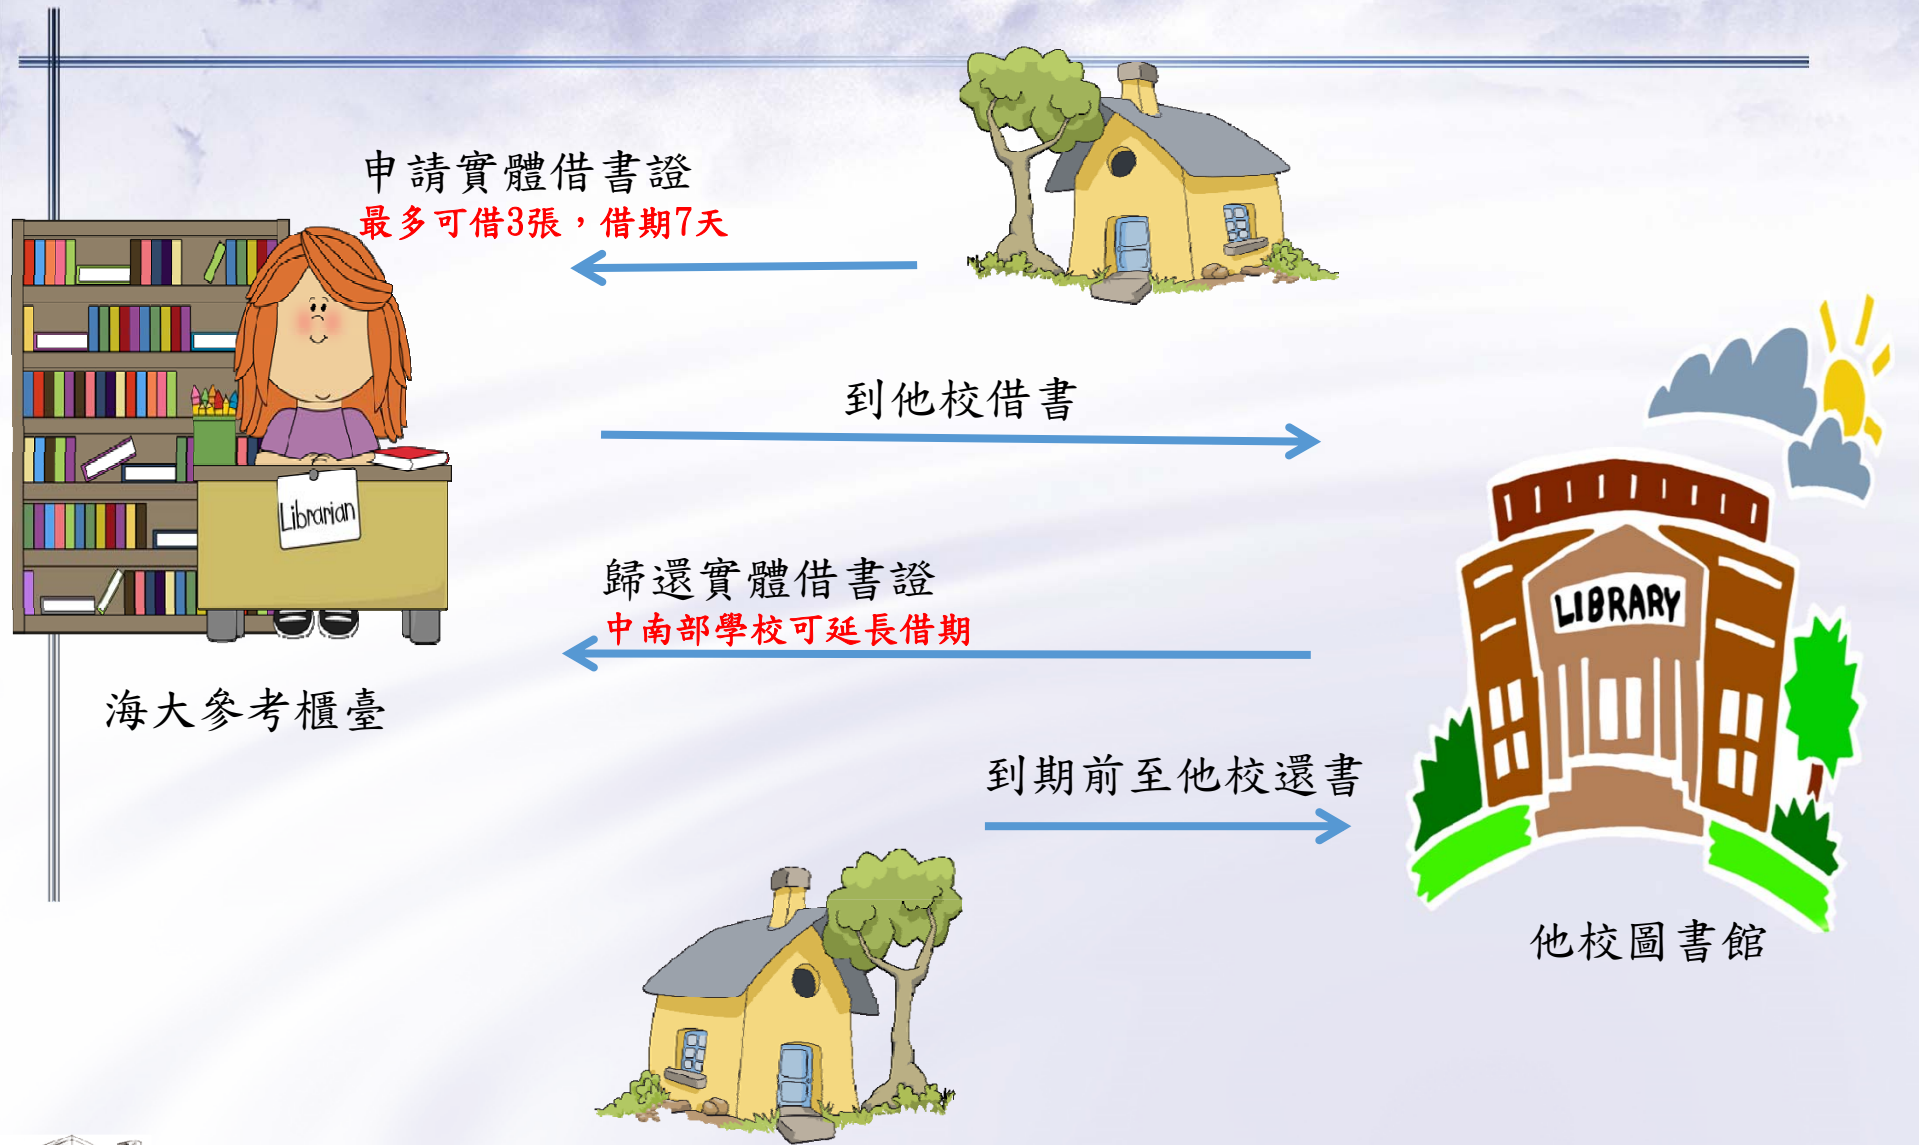 申請實體借書證
最多可借3張，借期7天
到他校借書
Librarian
LIBRARY
歸還實體借書證
中南部學校可延長借期
海大參考櫃臺
到期前至他校還書
他校圖書館